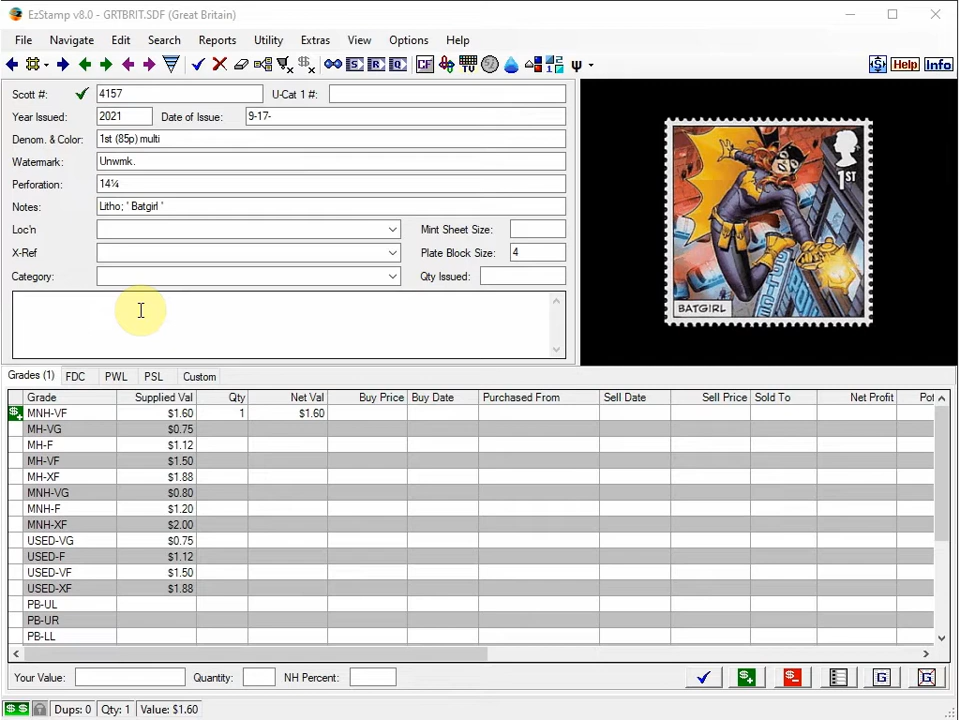 EzStamp v8.0 - GRTBRIT.SDF (Great Britain)
File Navigate Edit Search Reports Utility Extras View Options Help
S R Q CF TV Help Info
Scott #: 4157 U-Cat 1 #:
Year Issued: 2021 Date of Issue: 9-17-
Denom. & Color: 1st (85p) multi
Watermark: Unwmk.
Perforation: 14¼
Notes: Litho; ' Batgirl '
Loc'n Mint Sheet Size:
X-Ref Plate Block Size: 4
Category: Qty Issued:
1ST
BATGIRL
Grades (1) FDC PWL PSL Custom
Grade Supplied Val Qty Net Val Buy Price Buy Date Purchased From Sell Date Sell Price Sold To Net Profit Pot
MNH-VF $1.60 1 $1.60
MH-VG $0.75
MH-F $1.12
MH-VF $1.50
MH-XF $1.88
MNH-VG $0.80
MNH-F $1.20
MNH-XF $2.00
USED-VG $0.75
USED-F $1.12
USED-VF $1.50
USED-XF $1.88
PB-UL
PB-UR
PB-LL
Your Value: Quantity: NH Percent: G G
$ $ Dups: 0 Qty: 1 Value: $1.60